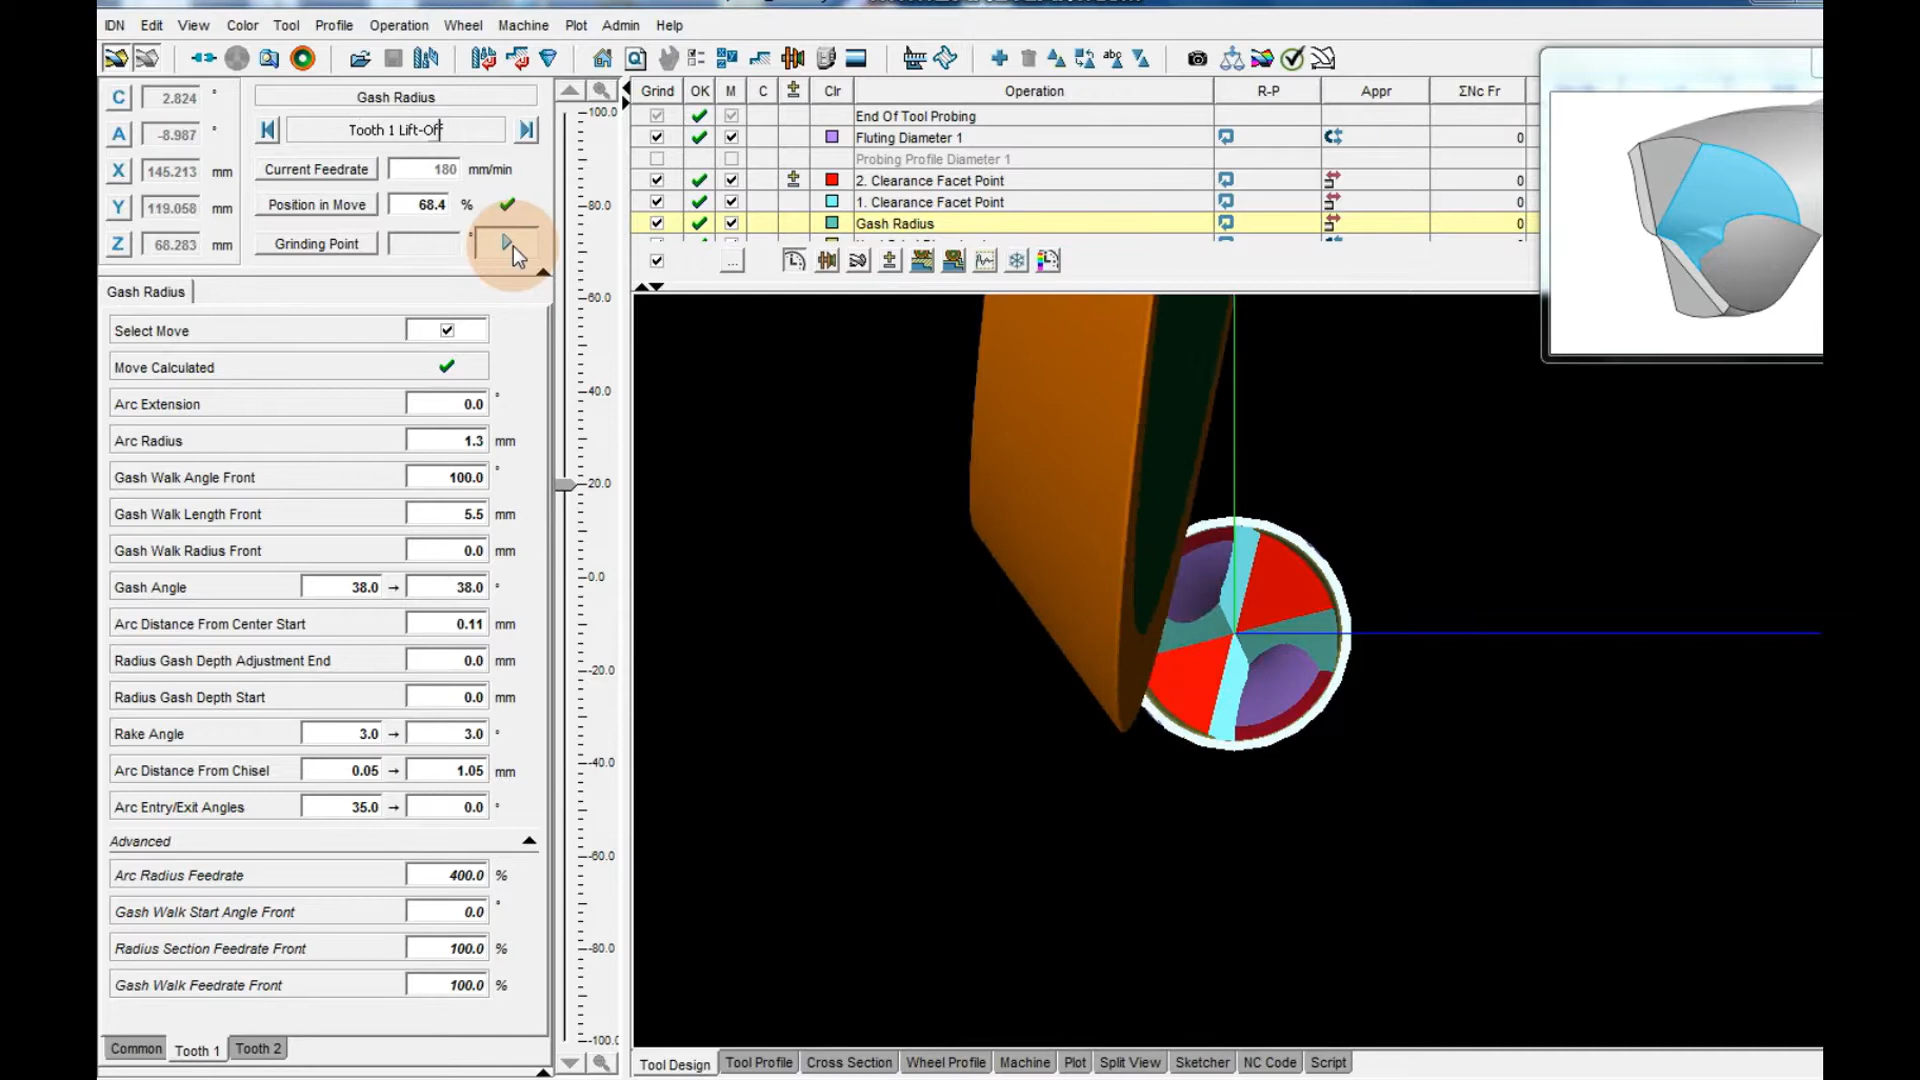 IDN Edit View Color Tool Profile Operation Wheel Machine Plot Admin Help
abc
C 2.824 °
A -8.987 °
X 145.213 mm
Y 119.058 mm
Z 68.283 mm
Gash Radius
Tooth 1 Lift-Off
Current Feedrate 180 mm/min
Position in Move 68.4 %
Grinding Point °
Gash Radius
Select Move
Move Calculated
Arc Extension 0.0 °
Arc Radius 1.3 mm
Gash Walk Angle Front 100.0 °
Gash Walk Length Front 5.5 mm
Gash Walk Radius Front 0.0 mm
Gash Angle 38.0 → 38.0 °
Arc Distance From Center Start 0.11 mm
Radius Gash Depth Adjustment End 0.0 mm
Radius Gash Depth Start 0.0 mm
Rake Angle 3.0 → 3.0 °
Arc Distance From Chisel 0.05 → 1.05 mm
Arc Entry/Exit Angles 35.0 → 0.0 °
Advanced
Arc Radius Feedrate 400.0 %
Gash Walk Start Angle Front 0.0 °
Radius Section Feedrate Front 100.0 %
Gash Walk Feedrate Front 100.0 %
Common Tooth 1 Tooth 2
100.0
80.0
60.0
40.0
20.0
0.0
-20.0
-40.0
-60.0
-80.0
-100.0
Grind OK M C ± Clr Operation R-P Appr ΣNc Fr
End Of Tool Probing
Fluting Diameter 1 0
Probing Profile Diameter 1
± 2. Clearance Facet Point 0
1. Clearance Facet Point 0
Gash Radius 0
...
Tool Design Tool Profile Cross Section Wheel Profile Machine Plot Split View Sketcher NC Code Script